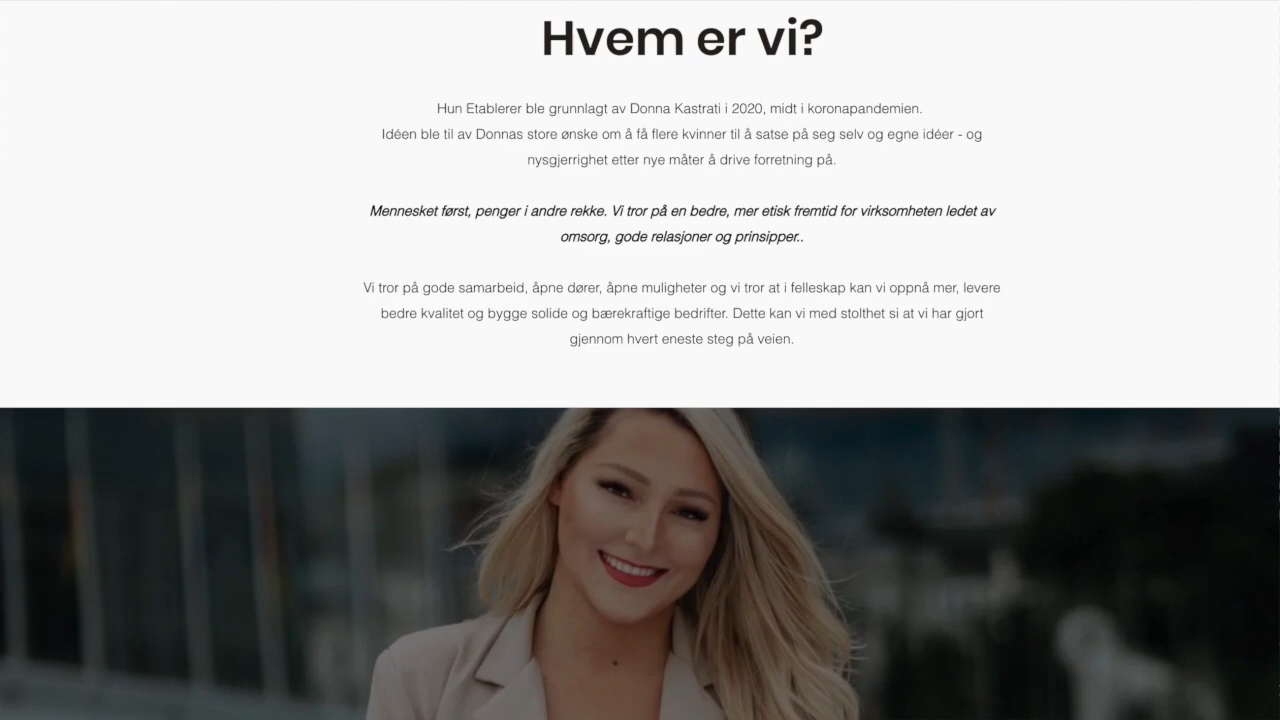 Hvem er vi?
Hun Etablerer ble grunnlagt av Donna Kastrati i 2020, midt i koronapandemien.
Idéen ble til av Donnas store ønske om å få flere kvinner til å satse på seg selv og egne idéer - og
nysgjerrighet etter nye måter å drive forretning på.
Mennesket først, penger i andre rekke. Vi tror på en bedre, mer etisk fremtid for virksomheten ledet av
omsorg, gode relasjoner og prinsipper..
Vi tror på gode samarbeid, åpne dører, åpne muligheter og vi tror at i felleskap kan vi oppnå mer, levere
bedre kvalitet og bygge solide og bærekraftige bedrifter. Dette kan vi med stolthet si at vi har gjort
gjennom hvert eneste steg på veien.